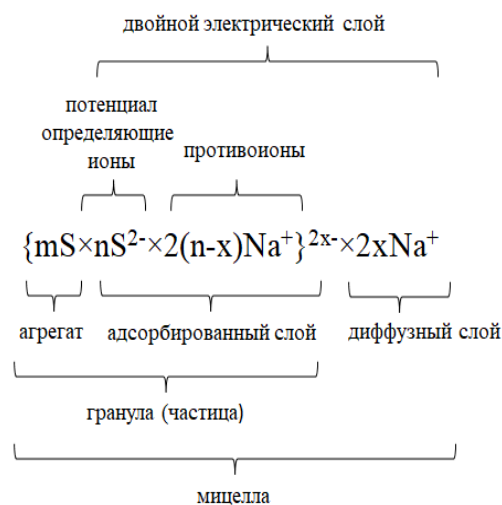 двойной электрический слой
потенциал
определяющие
ионы
противоионы
{mS×nS²⁻×2(n-x)Na⁺}²ˣ⁻×2xNa⁺
агрегат адсорбированный слой диффузный слой
гранула (частица)
мицелла